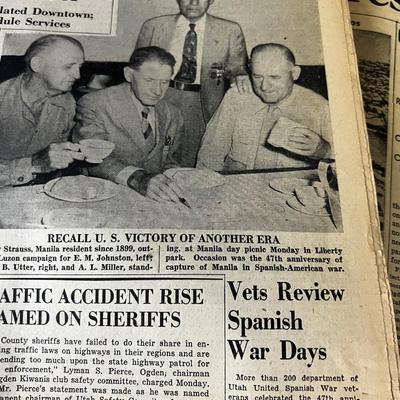 lated Downtown;
dule Services
RECALL U. S. VICTORY OF ANOTHER ERA
Strauss, Manila resident since 1899, out-
Luzon campaign for E. M. Johnston, left;
B. Utter, right, and A. L. Miller, stand-
ing, at Manila day picnic Monday in Liberty
park. Occasion was the 47th anniversary of
capture of Manila in Spanish-American war.
AFFIC ACCIDENT RISE
AMED ON SHERIFFS
County sheriffs have failed to do their share in en-
ing traffic laws on highways in their regions and are
ending too much upon the state highway patrol for
enforcement," Lyman S. Pierce, Ogden, chairman
gden Kiwanis club safety committee, charged Monday.
Mr. Pierce's statement was made as he was named
Vets Review
Spanish
War Days
More than 200 department of
Utah United Spanish War vet-
erans celebrated the 47th anni-